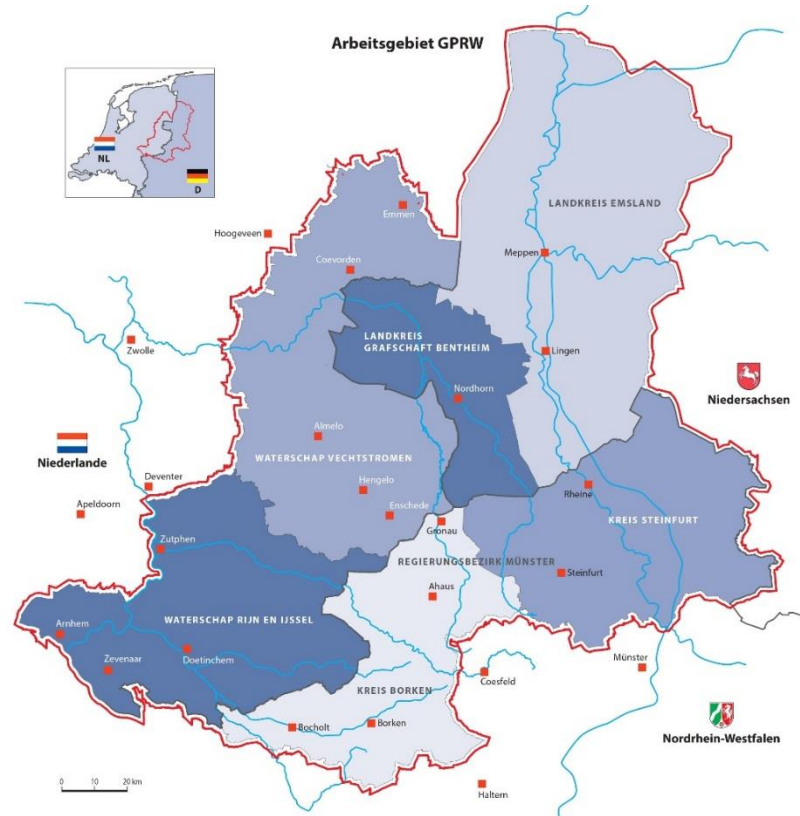 Arbeitsgebiet GPRW
NL
D
LANDKREIS EMSLAND
Emmen
Hoogeveen
Meppen
Coevorden
LANDKREIS
GRAFSCHAFT BENTHEIM
Zwolle
Lingen
Niedersachsen
Nordhorn
Almelo
Niederlande
WATERSCHAP VECHTSTROMEN
Deventer
Hengelo
Rheine
Apeldoorn
Enschede
KREIS STEINFURT
Gronau
Zutphen
REGIERUNGSBEZIRK MÜNSTER
Steinfurt
Ahaus
WATERSCHAP RIJN EN IJSSEL
Arnhem
Zevenaar
Doetinchem
Münster
Coesfeld
KREIS BORKEN
Bocholt
Borken
Nordrhein-Westfalen
0 10 20 km
Haltern